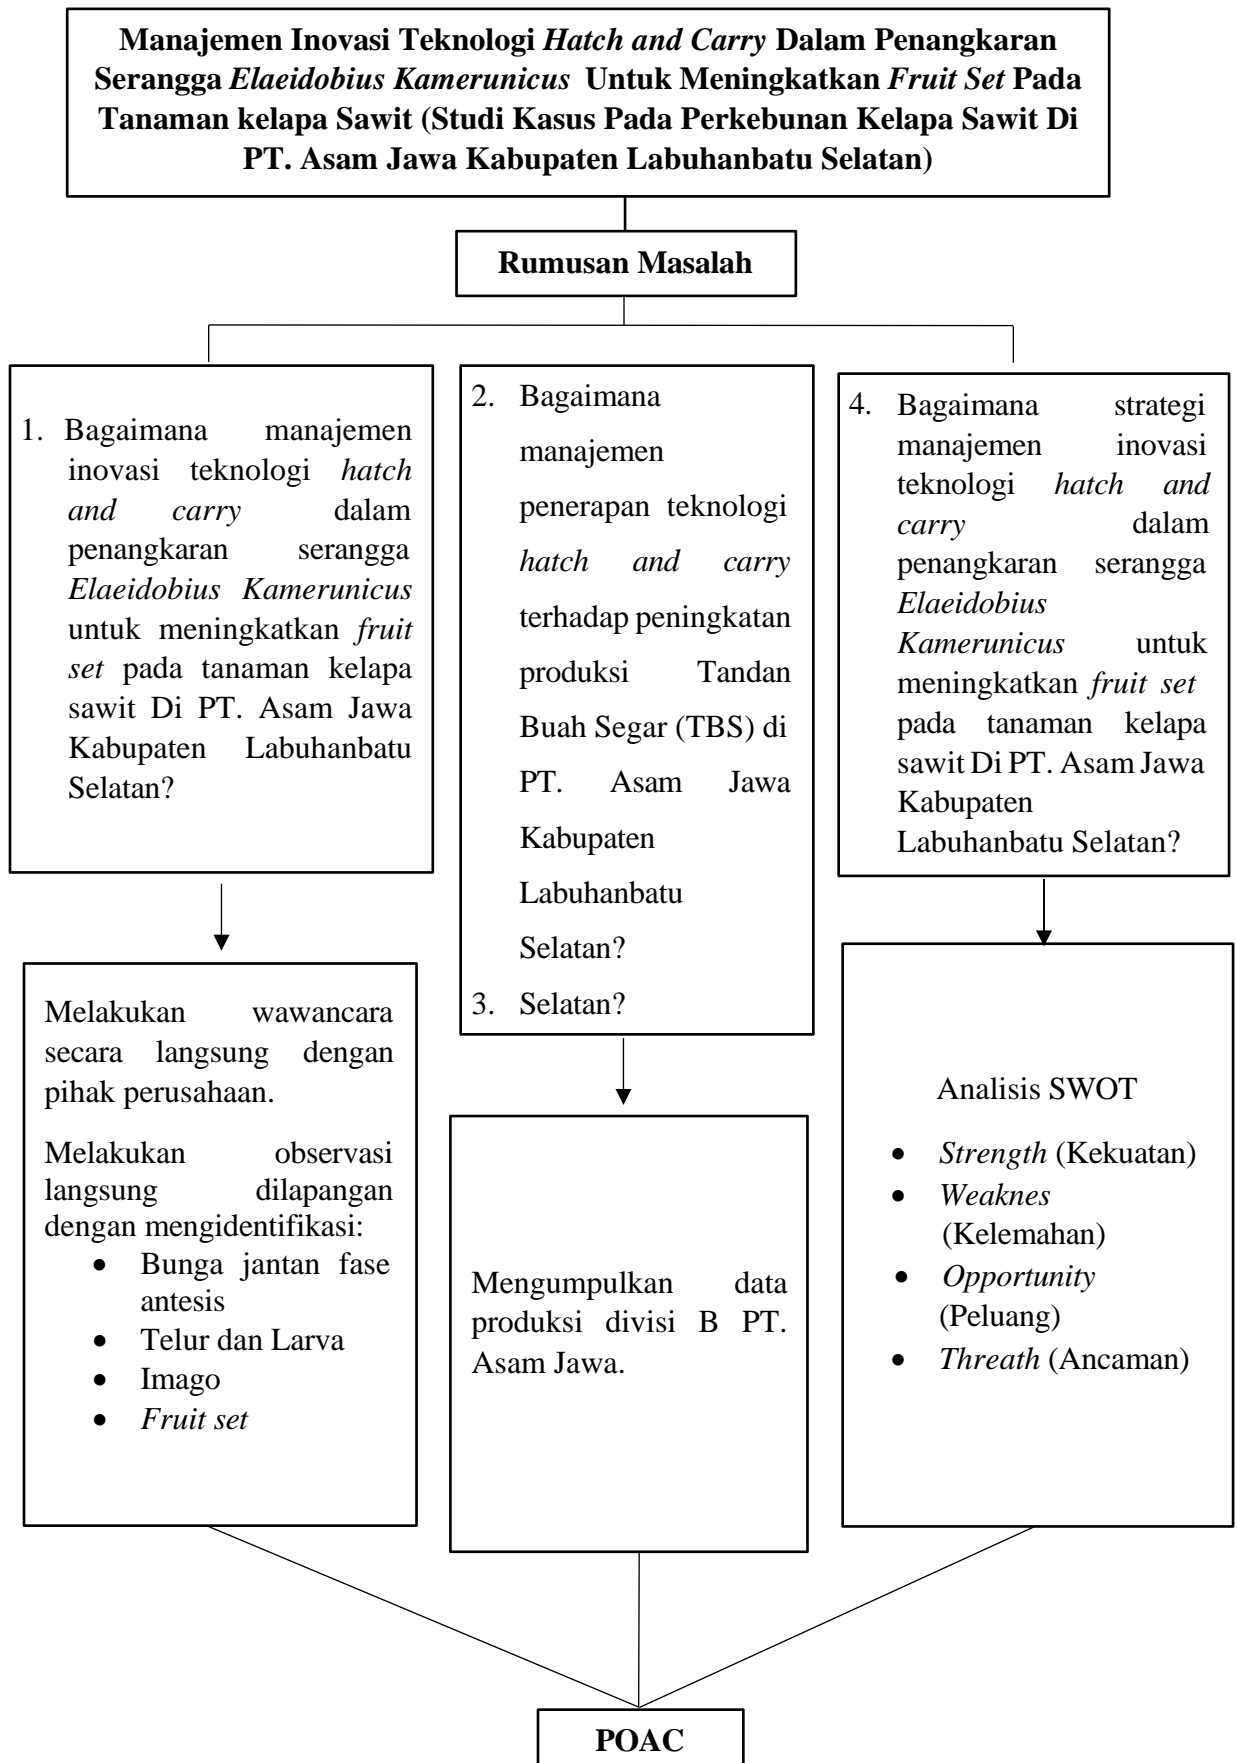 Manajemen Inovasi Teknologi Hatch and Carry Dalam Penangkaran
Serangga Elaeidobius Kamerunicus Untuk Meningkatkan Fruit Set Pada
Tanaman kelapa Sawit (Studi Kasus Pada Perkebunan Kelapa Sawit Di
PT. Asam Jawa Kabupaten Labuhanbatu Selatan)
Rumusan Masalah
1. Bagaimana manajemen
inovasi teknologi hatch
and carry dalam
penangkaran serangga
Elaeidobius Kamerunicus
untuk meningkatkan fruit
set pada tanaman kelapa
sawit Di PT. Asam Jawa
Kabupaten Labuhanbatu
Selatan?
2. Bagaimana
manajemen
penerapan teknologi
hatch and carry
terhadap peningkatan
produksi Tandan
Buah Segar (TBS) di
PT. Asam Jawa
Kabupaten
Labuhanbatu
Selatan?
3. Selatan?
4. Bagaimana strategi
manajemen inovasi
teknologi hatch and
carry dalam
penangkaran serangga
Elaeidobius
Kamerunicus untuk
meningkatkan fruit set
pada tanaman kelapa
sawit Di PT. Asam Jawa
Kabupaten
Labuhanbatu Selatan?
Melakukan wawancara
secara langsung dengan
pihak perusahaan.
Melakukan observasi
langsung dilapangan
dengan mengidentifikasi:
• Bunga jantan fase
antesis
• Telur dan Larva
• Imago
• Fruit set
Mengumpulkan data
produksi divisi B PT.
Asam Jawa.
Analisis SWOT
• Strength (Kekuatan)
• Weaknes
(Kelemahan)
• Opportunity
(Peluang)
• Threath (Ancaman)
POAC